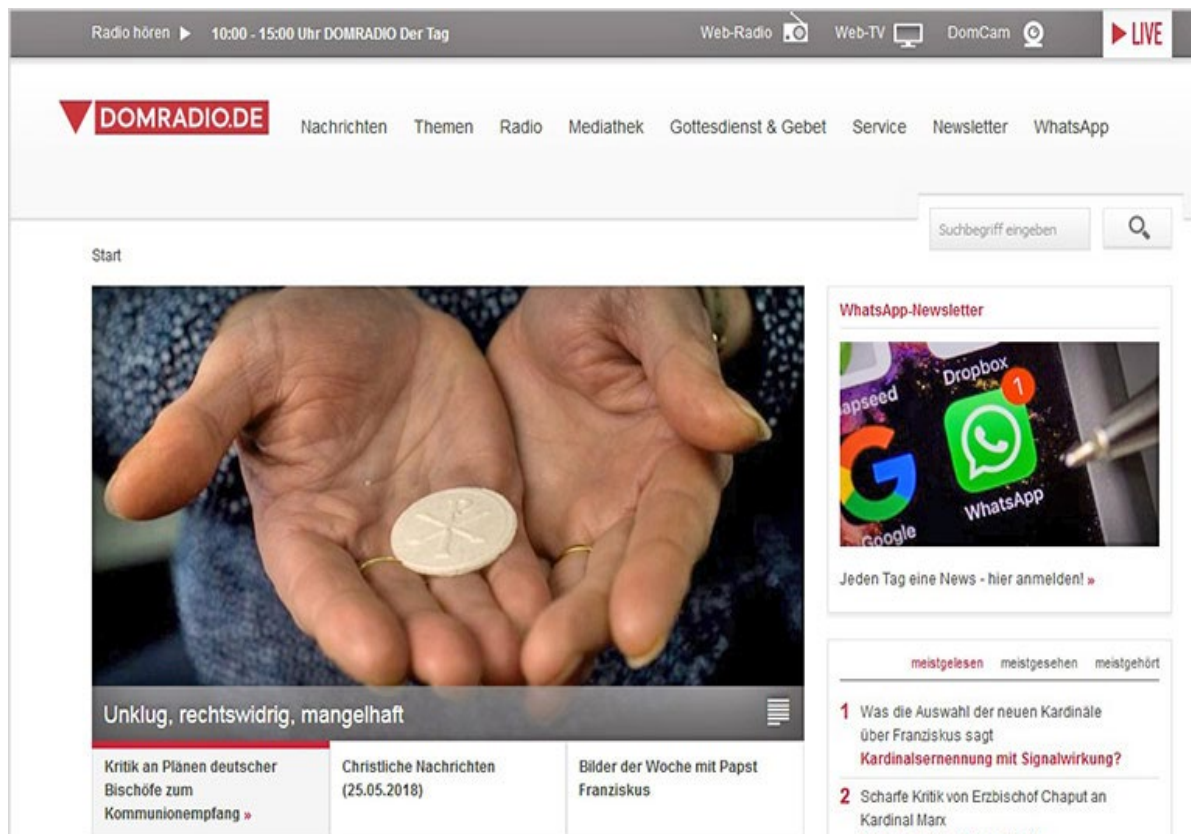 Radio hören 10:00 - 15:00 Uhr DOMRADIO Der Tag Web-Radio Web-TV DomCam LIVE
DOMRADIO.DE
Nachrichten Themen Radio Mediathek Gottesdienst & Gebet Service Newsletter WhatsApp
Suchbegriff eingeben
Start
Unklug, rechtswidrig, mangelhaft
Kritik an Plänen deutscher
Bischöfe zum
Kommunionempfang »
Christliche Nachrichten
(25.05.2018)
Bilder der Woche mit Papst
Franziskus
WhatsApp-Newsletter
Dropbox
1
apseed
WhatsApp
Google
Jeden Tag eine News - hier anmelden! »
meistgelesen meistgesehen meistgehört
1 Was die Auswahl der neuen Kardinäle
über Franziskus sagt
Kardinalsernennung mit Signalwirkung?
2 Scharfe Kritik von Erzbischof Chaput an
Kardinal Marx